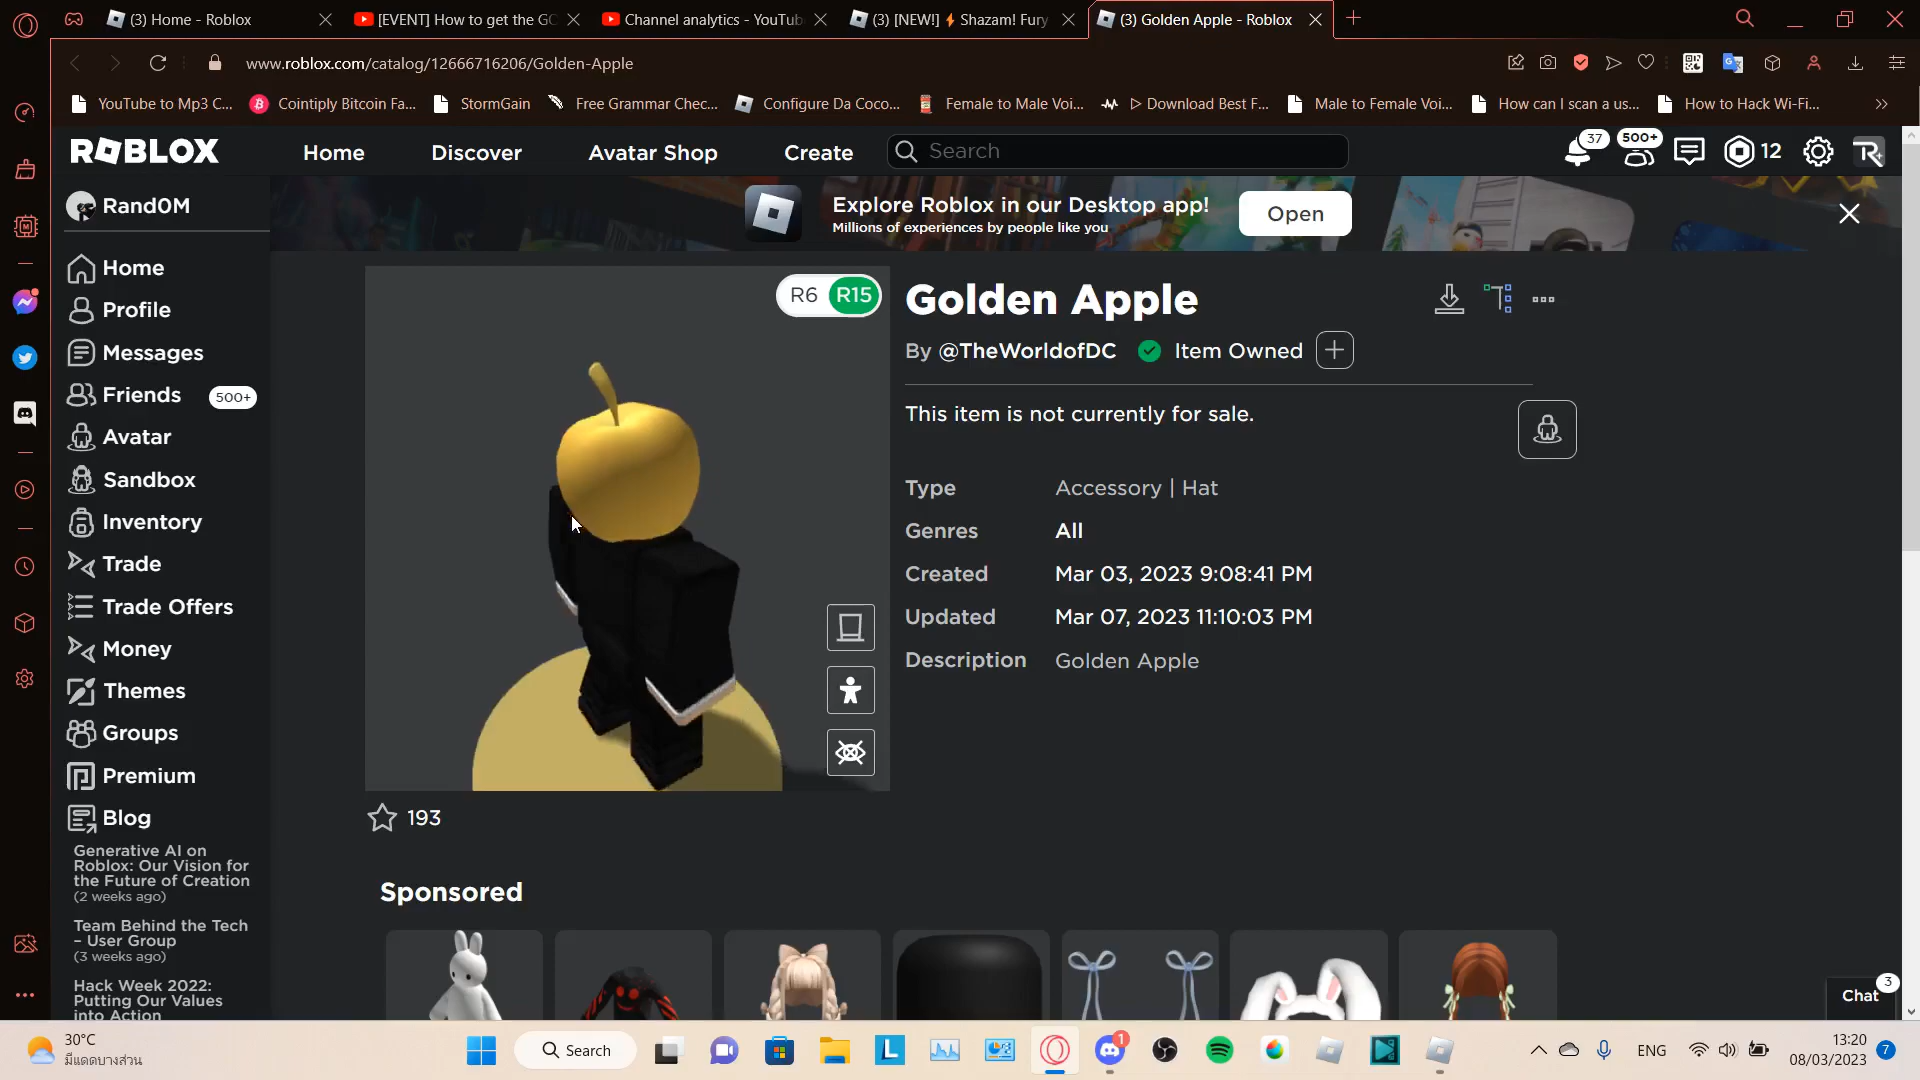 (3) Home - Roblox
[EVENT] How to get the GO
Channel analytics - YouTub
(3) [NEW!] ⚡ Shazam! Fury
(3) Golden Apple - Roblox
www.roblox.com/catalog/12666716206/Golden-Apple
YouTube to Mp3 C...
Cointiply Bitcoin Fa...
StormGain
Free Grammar Chec...
Configure Da Coco...
Female to Male Voi...
▷ Download Best F...
Male to Female Voi...
How can I scan a us...
How to Hack Wi-Fi...
ROBLOX
Home
Discover
Avatar Shop
Create
Search
37
500+
12
Rand0M
Explore Roblox in our Desktop app!
Millions of experiences by people like you
Open
Home
Profile
Messages
Friends 500+
Avatar
Sandbox
Inventory
Trade
Trade Offers
Money
Themes
Groups
Premium
Blog
Generative AI on
Roblox: Our Vision for
the Future of Creation
(2 weeks ago)
Team Behind the Tech
– User Group
(3 weeks ago)
Hack Week 2022:
Putting Our Values
into Action
R6 R15
193
Golden Apple
By @TheWorldofDC Item Owned
This item is not currently for sale.
Type Accessory | Hat
Genres All
Created Mar 03, 2023 9:08:41 PM
Updated Mar 07, 2023 11:10:03 PM
Description Golden Apple
Sponsored
Chat 3
30°C
มีแดดบางส่วน
Search
1
ENG
13:20
08/03/2023
7